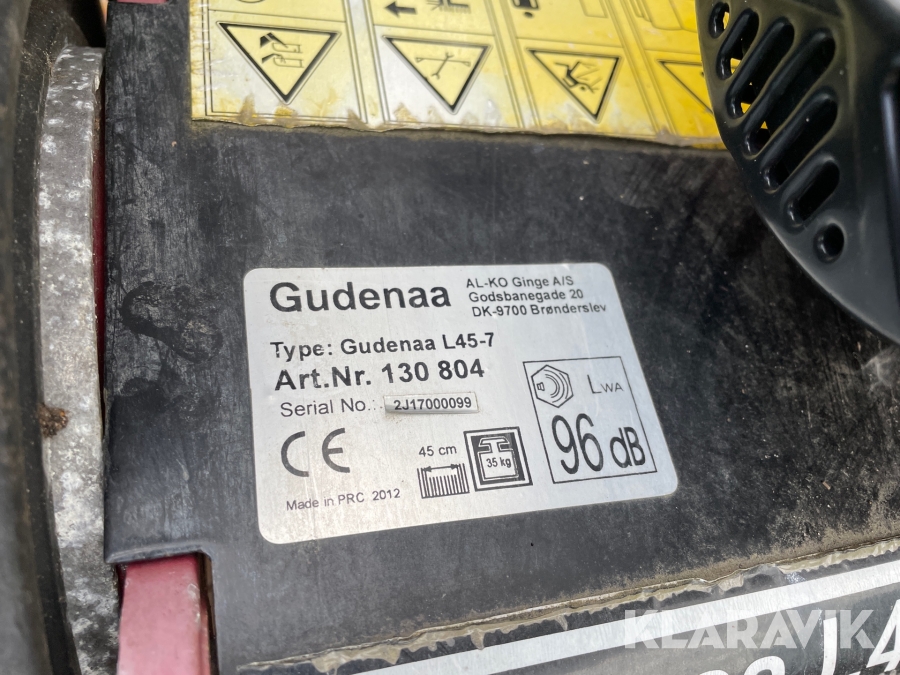 Gudenaa
AL-KO Ginge A/S
Godsbanegade 20
DK-9700 Brønderslev
Type: Gudenaa L45-7
Art.Nr. 130 804
Serial No.: 2J17000099
CE
45 cm
35 kg
LWA
96 dB
Made in PRC 2012
KLARAVIK
L4